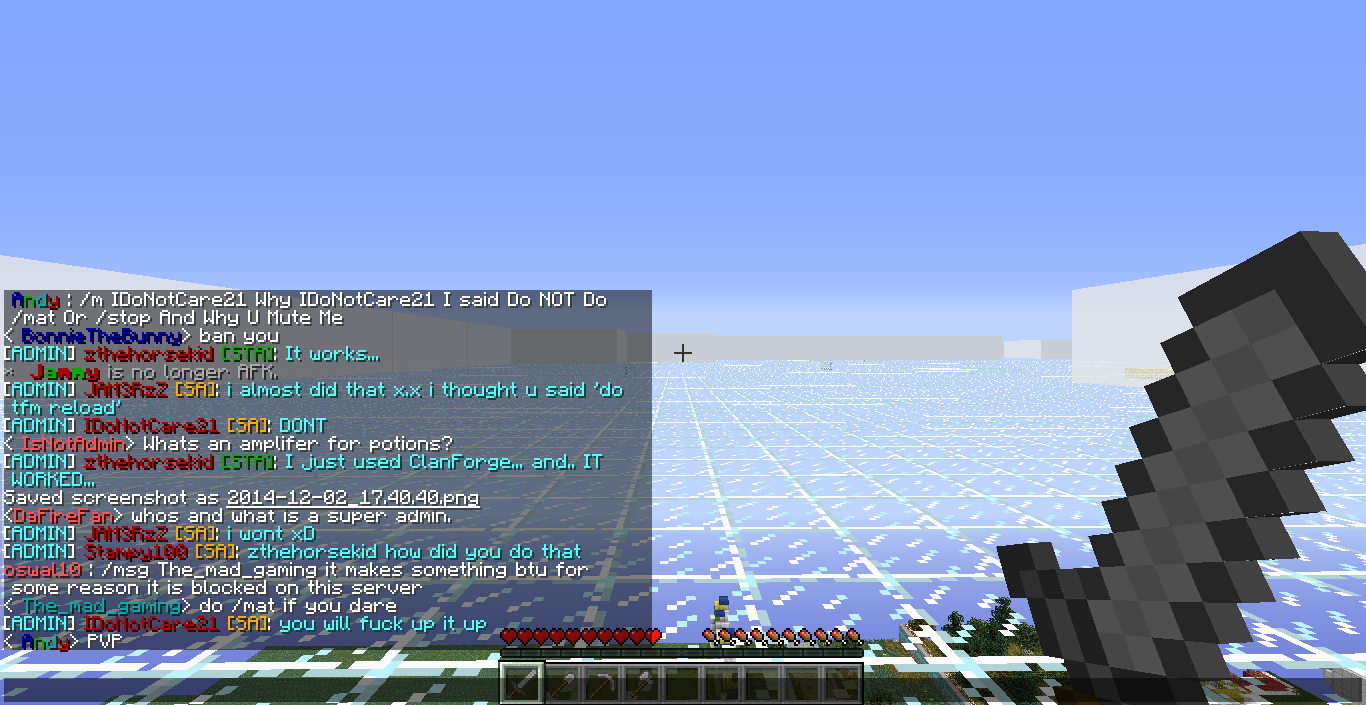 Andy : /m IDoNotCare21 Why IDoNotCare21 I said Do NOT Do
/mat Or /stop And Why U Mute Me
< BonnieTheBunny> ban you
[ADMIN] zthehorsekid [STA]: It works...
* Jammy is no longer AFK.
[ADMIN] JAM3RzZ [SA]: i almost did that x.x i thought u said 'do
tfm reload'
[ADMIN] IDoNotCare21 [SA]: DONT
< IsNotAdmin> Whats an amplifer for potions?
[ADMIN] zthehorsekid [STA]: I just used ClanForge... and.. IT
WORKED...
Saved screenshot as 2014-12-02_17.40.40.png
<DaFireFan> whos and what is a super admin.
[ADMIN] JAM3RzZ [SA]: i wont xD
[ADMIN] Stampy100 [SA]: zthehorsekid how did you do that
oswal10 : /msg The_mad_gaming it makes something btu for
some reason it is blocked on this server
< The_mad_gaming> do /mat if you dare
[ADMIN] IDoNotCare21 [SA]: you will fuck up it up
< Andy> PVP